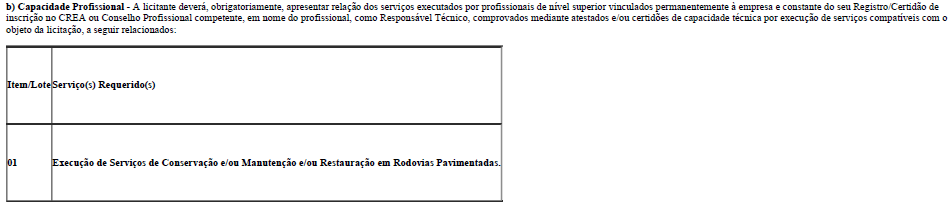 b) Capacidade Profissional - A licitante deverá, obrigatoriamente, apresentar relação dos serviços executados por profissionais de nível superior vinculados permanentemente à empresa e constante do seu Registro/Certidão de
inscrição no CREA ou Conselho Profissional competente, em nome do profissional, como Responsável Técnico, comprovados mediante atestados e/ou certidões de capacidade técnica por execução de serviços compatíveis com o
objeto da licitação, a seguir relacionados:
Item/Lote Serviço(s) Requerido(s)
01 Execução de Serviços de Conservação e/ou Manutenção e/ou Restauração em Rodovias Pavimentadas.